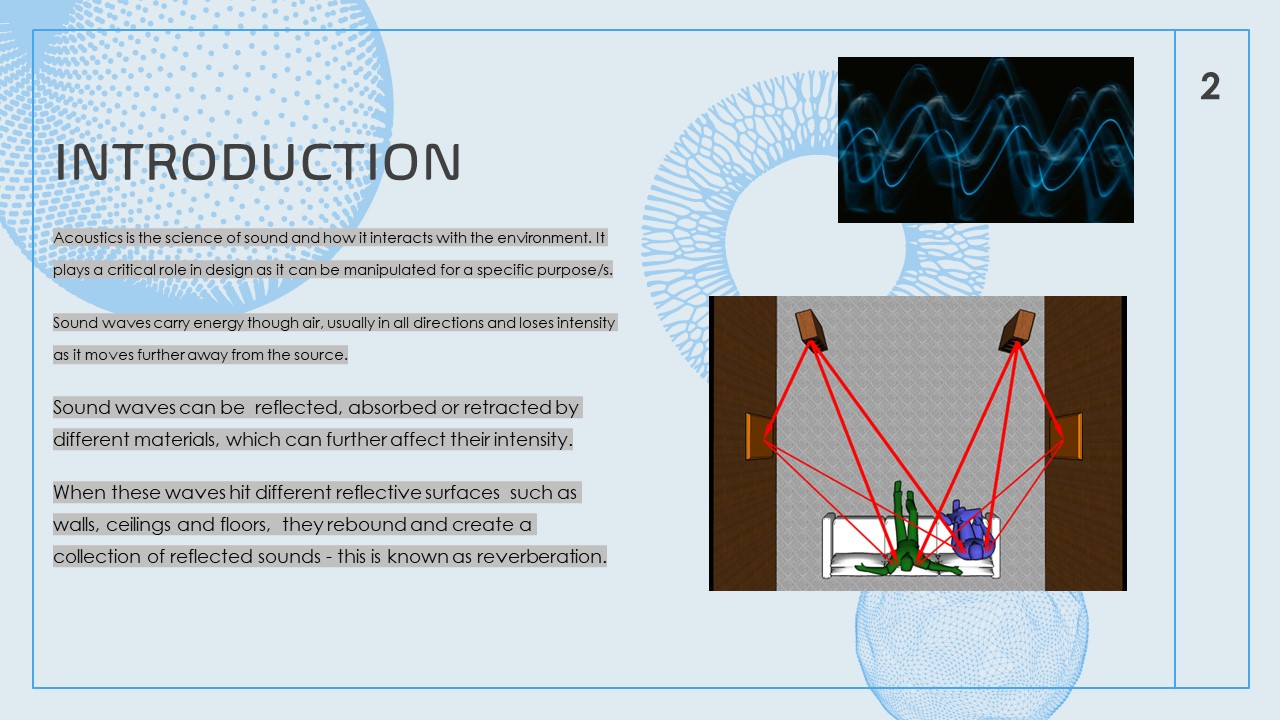 2
INTRODUCTION
Acoustics is the science of sound and how it interacts with the environment. It
plays a critical role in design as it can be manipulated for a specific purpose/s.
Sound waves carry energy though air, usually in all directions and loses intensity
as it moves further away from the source.
Sound waves can be reflected, absorbed or retracted by
different materials, which can further affect their intensity.
When these waves hit different reflective surfaces such as
walls, ceilings and floors, they rebound and create a
collection of reflected sounds - this is known as reverberation.